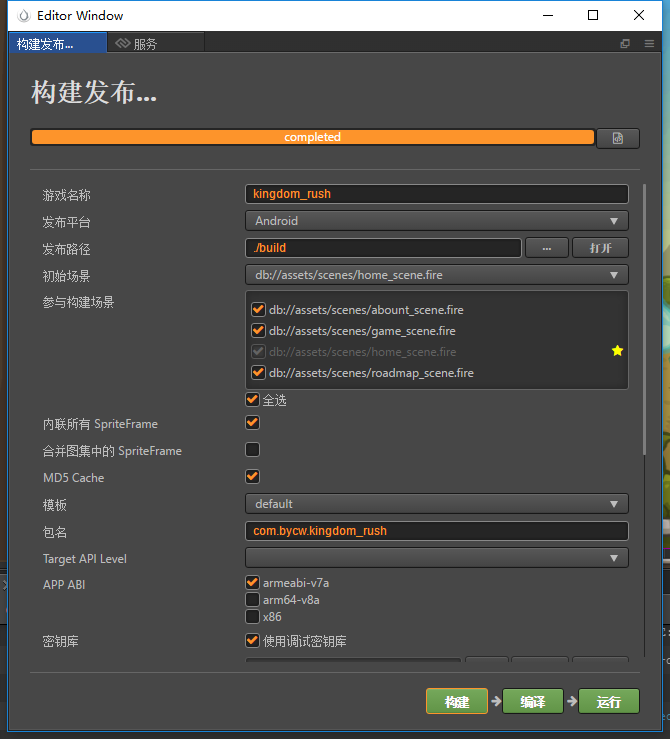 Editor Window
构建发布...
服务
构建发布...
completed
游戏名称
kingdom_rush
发布平台
Android
发布路径
./build
...
打开
初始场景
db://assets/scenes/home_scene.fire
参与构建场景
db://assets/scenes/abount_scene.fire
db://assets/scenes/game_scene.fire
db://assets/scenes/home_scene.fire
db://assets/scenes/roadmap_scene.fire
全选
内联所有 SpriteFrame
合并图集中的 SpriteFrame
MD5 Cache
模板
default
包名
com.bycw.kingdom_rush
Target API Level
APP ABI
armeabi-v7a
arm64-v8a
x86
密钥库
使用调试密钥库
构建
编译
运行